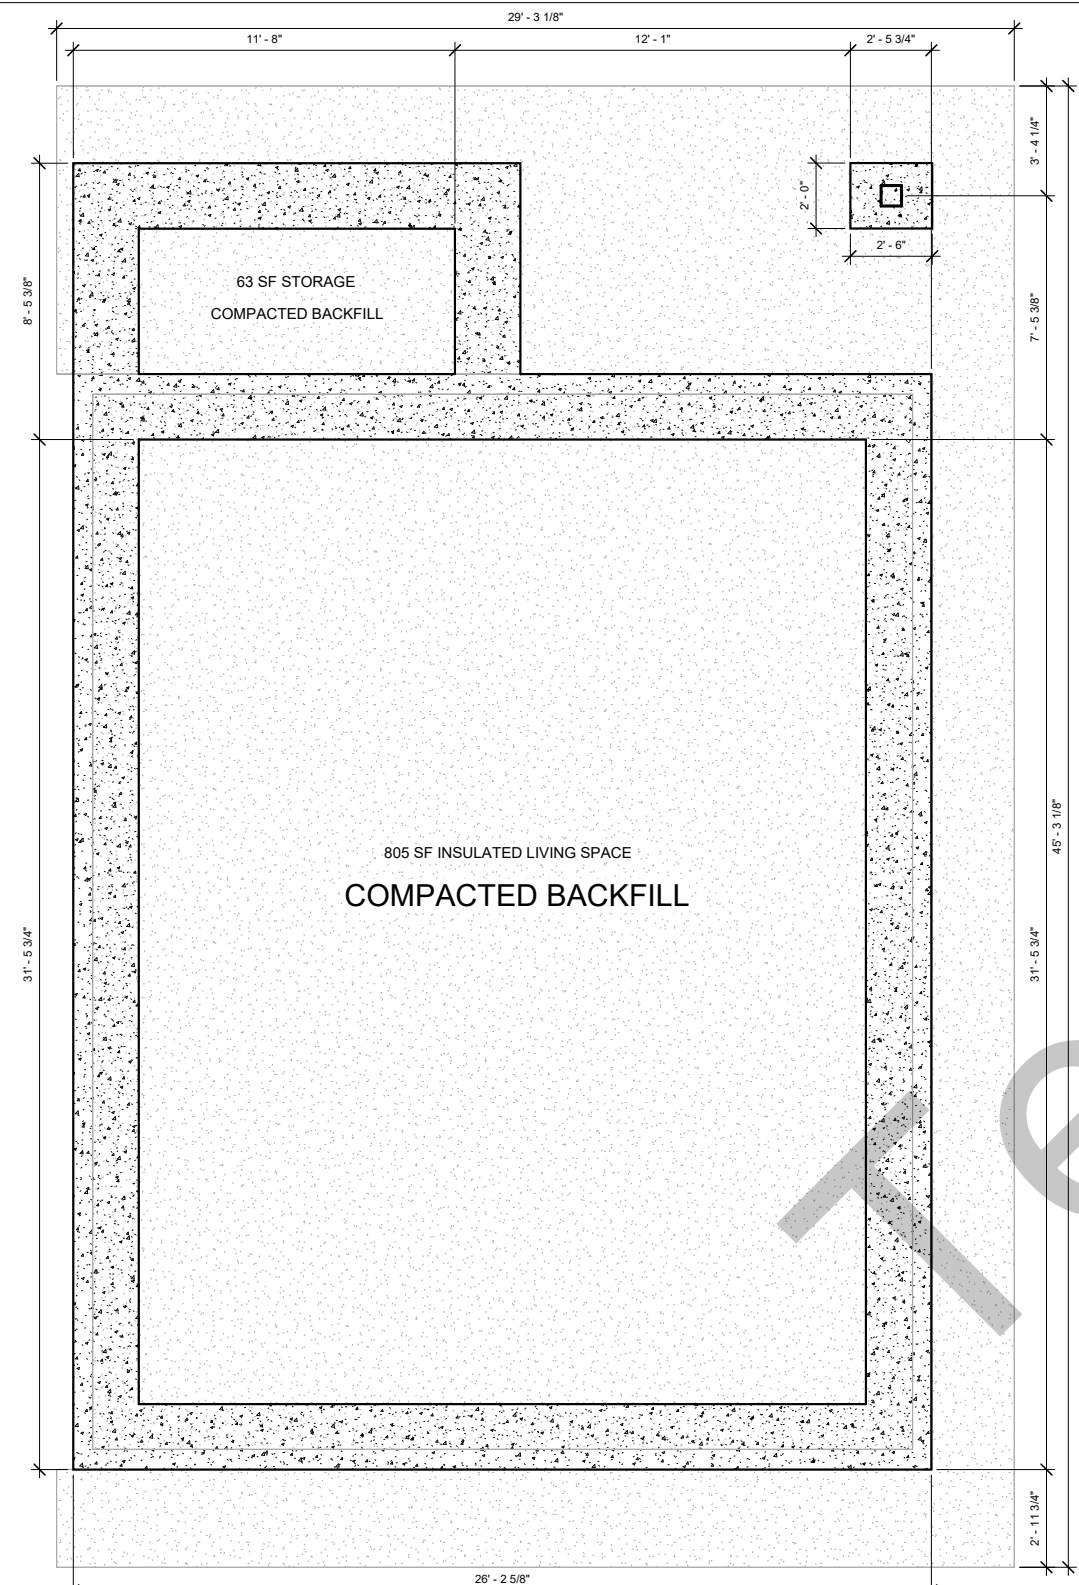 29' - 3 1/8"
11' - 8"
12' - 1"
2' - 5 3/4"
3' - 4 1/4"
2' - 0"
2' - 6"
8' - 5 3/8"
63 SF STORAGE
COMPACTED BACKFILL
7' - 5 3/8"
45' - 3 1/8"
805 SF INSULATED LIVING SPACE
COMPACTED BACKFILL
31' - 5 3/4"
31' - 5 3/4"
Te
2' - 11 3/4"
26' - 2 5/8"